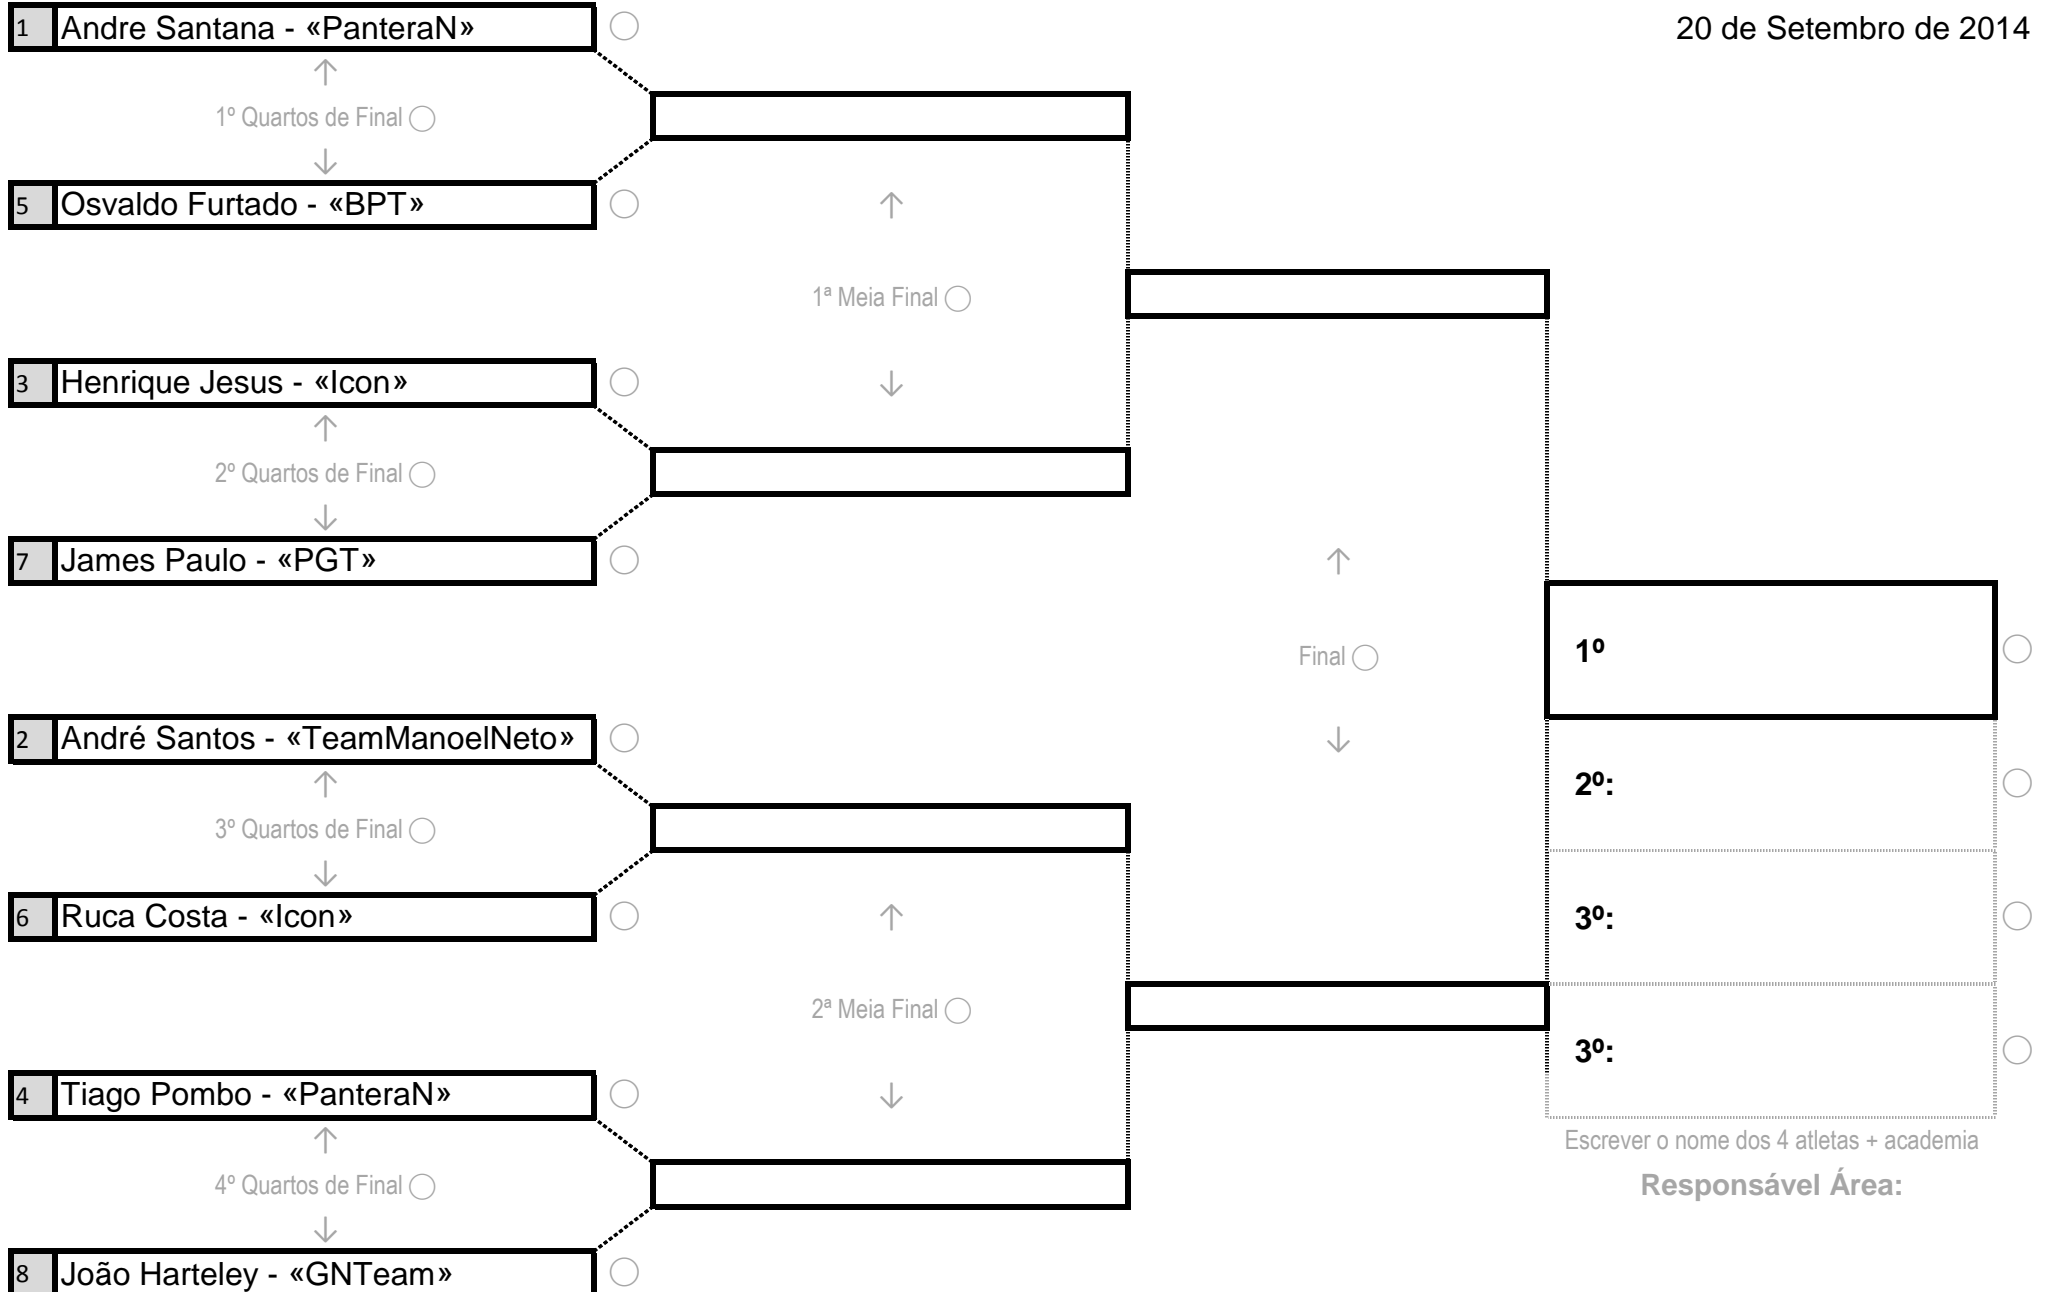 1 Andre Santana - «PanteraN»
20 de Setembro de 2014
↑
1º Quartos de Final
↓
5 Osvaldo Furtado - «BPT»
↑
1ª Meia Final
↓
3 Henrique Jesus - «Icon»
↑
2º Quartos de Final
↓
7 James Paulo - «PGT»
↑
Final
↓
1º
2º:
3º:
3º:
Escrever o nome dos 4 atletas + academia
Responsável Área:
2 André Santos - «TeamManoelNeto»
↑
3º Quartos de Final
↓
6 Ruca Costa - «Icon»
↑
2ª Meia Final
↓
4 Tiago Pombo - «PanteraN»
↑
4º Quartos de Final
↓
8 João Harteley - «GNTeam»